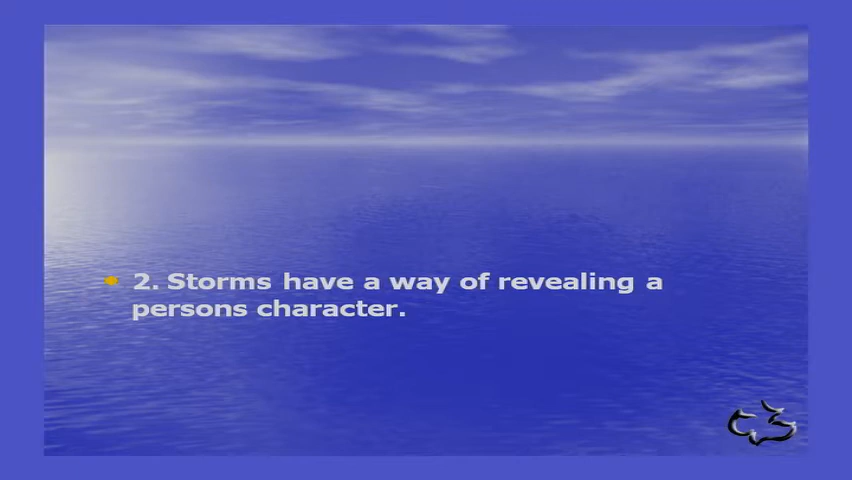 2. Storms have a way of revealing a
persons character.